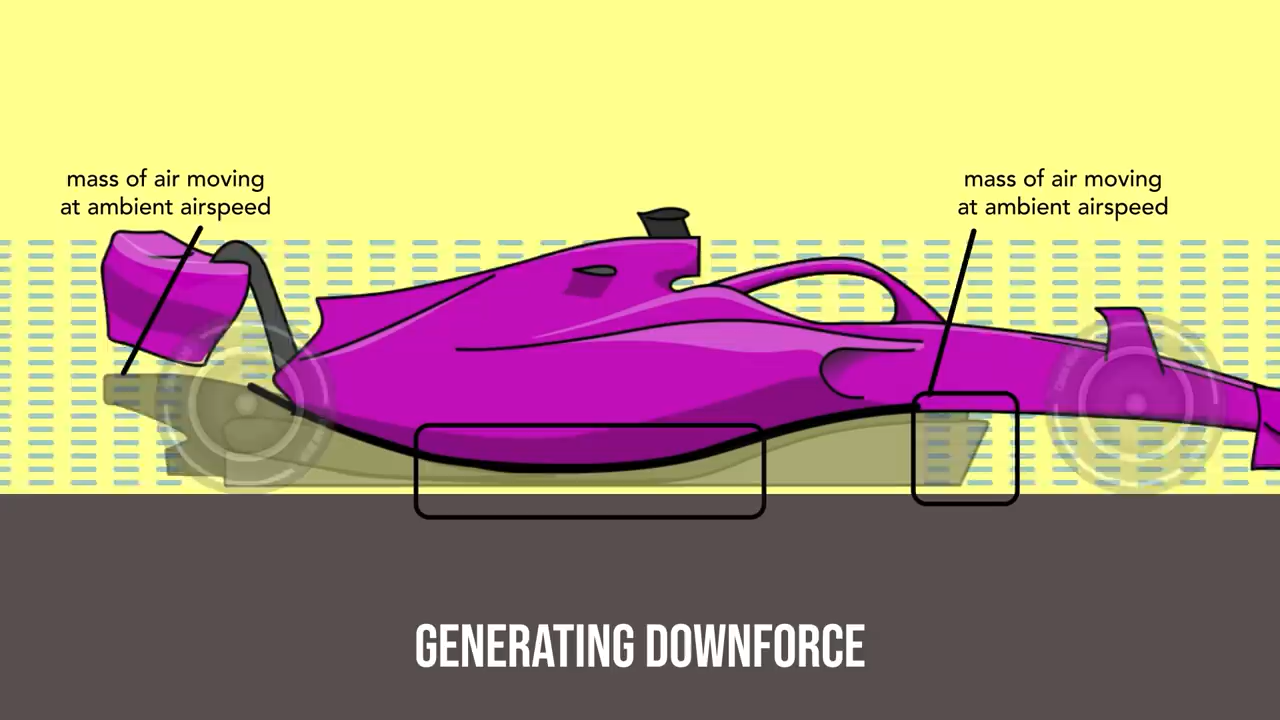 mass of air moving
at ambient airspeed
mass of air moving
at ambient airspeed
GENERATING DOWNFORCE